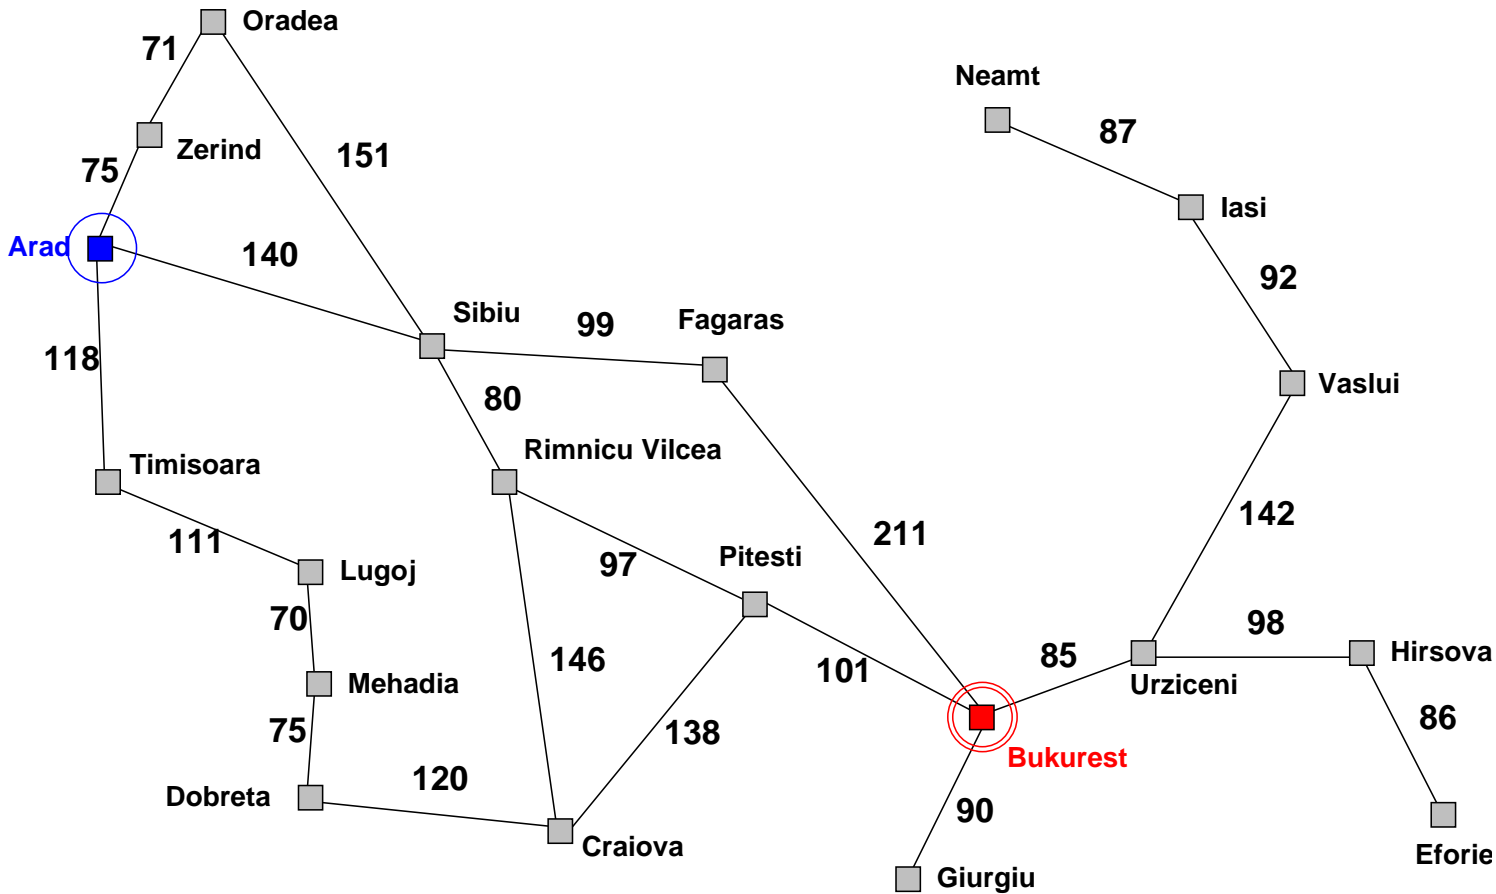 Oradea
71
Neamt
87
Zerind
151
75
Iasi
Arad
140
92
Sibiu
99
Fagaras
118
Vaslui
80
Rimnicu Vilcea
Timisoara
142
211
111
97
Pitesti
Lugoj
70
98
146
85
Hirsova
101
Mehadia
Urziceni
86
75
138
Bukurest
120
Dobreta
90
Craiova
Eforie
Giurgiu